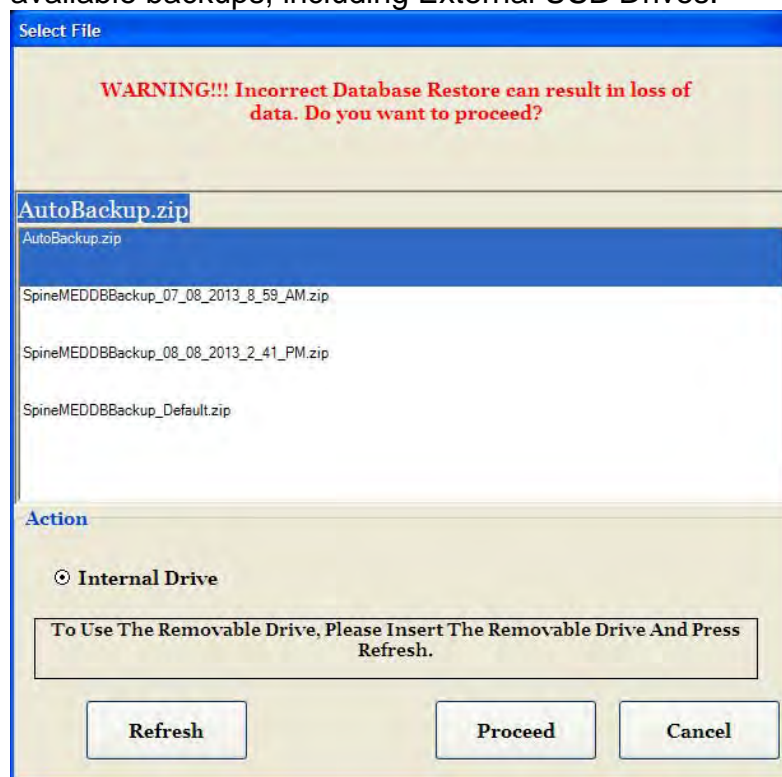 available backups, including External USB Drives.
Select File
WARNING!!! Incorrect Database Restore can result in loss of
data. Do you want to proceed?
AutoBackup.zip
AutoBackup.zip
SpineMEDDBBackup_07_08_2013_8_59_AM.zip
SpineMEDDBBackup_08_08_2013_2_41_PM.zip
SpineMEDDBBackup_Default.zip
Action
Internal Drive
To Use The Removable Drive, Please Insert The Removable Drive And Press
Refresh.
Refresh Proceed Cancel